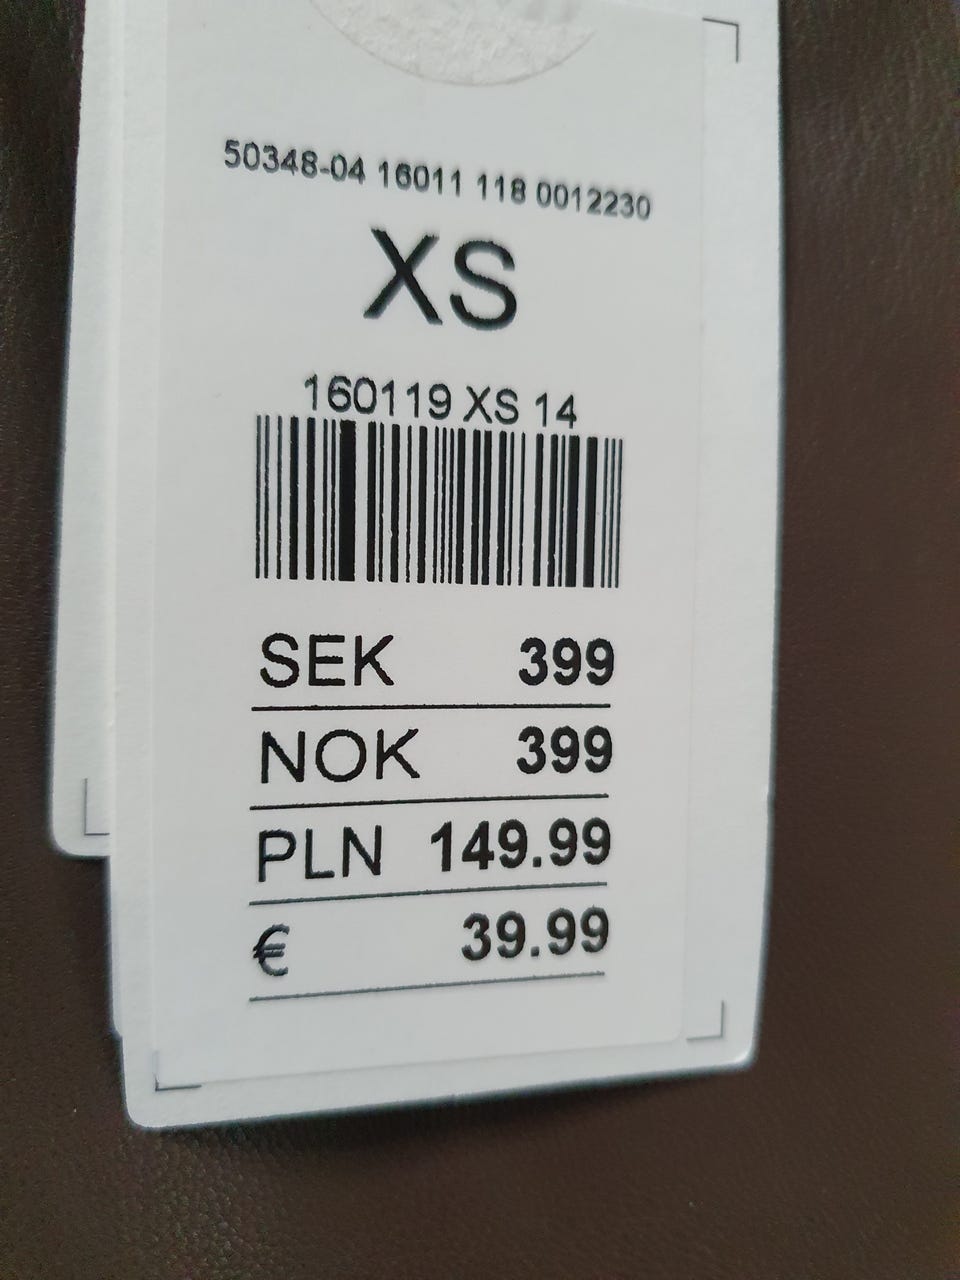 50348-04 16011 118 0012230
XS
160119 XS 14
SEK 399
NOK 399
PLN 149.99
€ 39.99